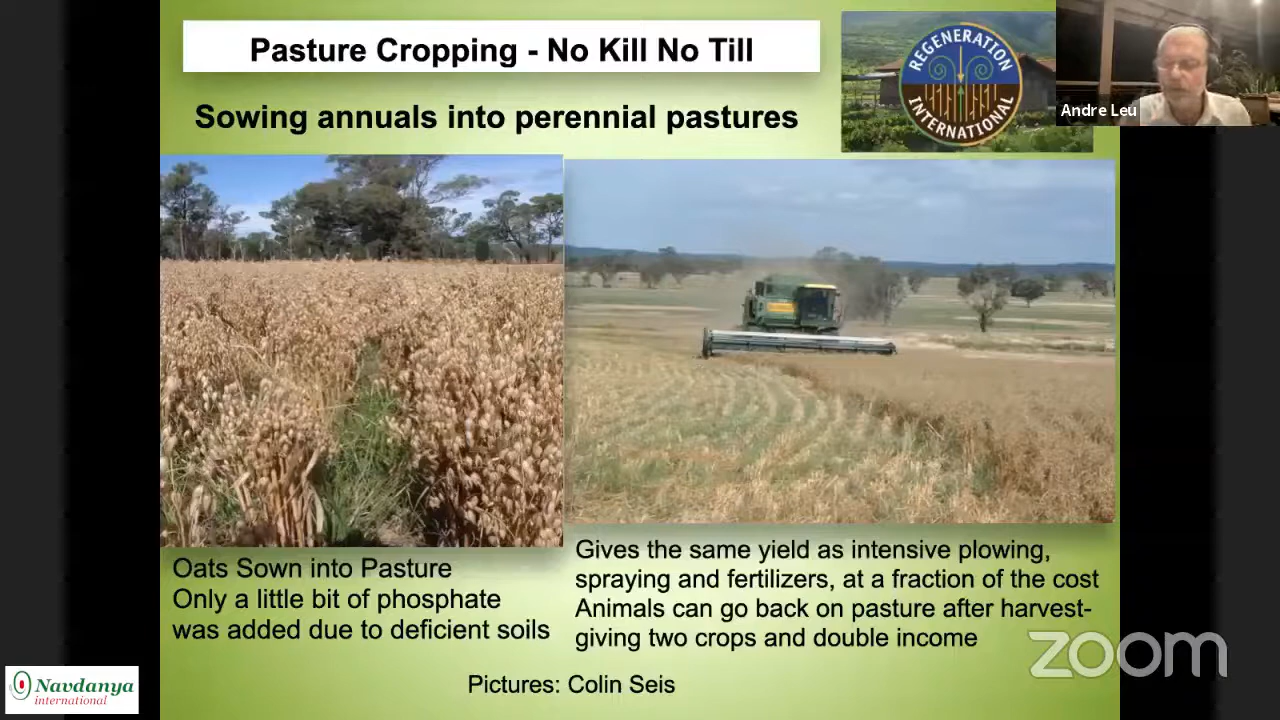 Pasture Cropping - No Kill No Till
Sowing annuals into perennial pastures
REGENERATION
INTERNATIONAL
Andre Leu
Oats Sown into Pasture
Only a little bit of phosphate
was added due to deficient soils
Gives the same yield as intensive plowing,
spraying and fertilizers, at a fraction of the cost
Animals can go back on pasture after harvest-
giving two crops and double income
Pictures: Colin Seis
zoom
Navdanya
international